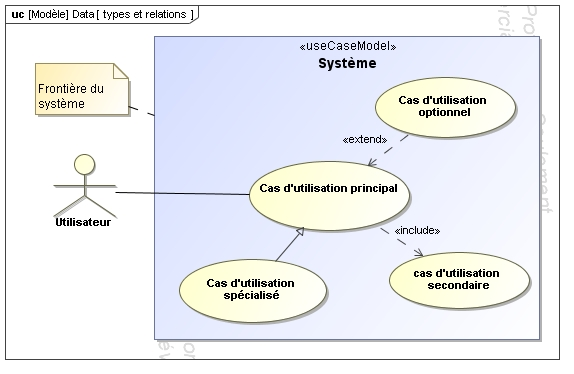 uc [Modèle] Data [ types et relations ]
«useCaseModel»
Système
Frontière du
système
Cas d'utilisation
optionnel
«extend»
Cas d'utilisation principal
Utilisateur
«include»
Cas d'utilisation
spécialisé
cas d'utilisation
secondaire